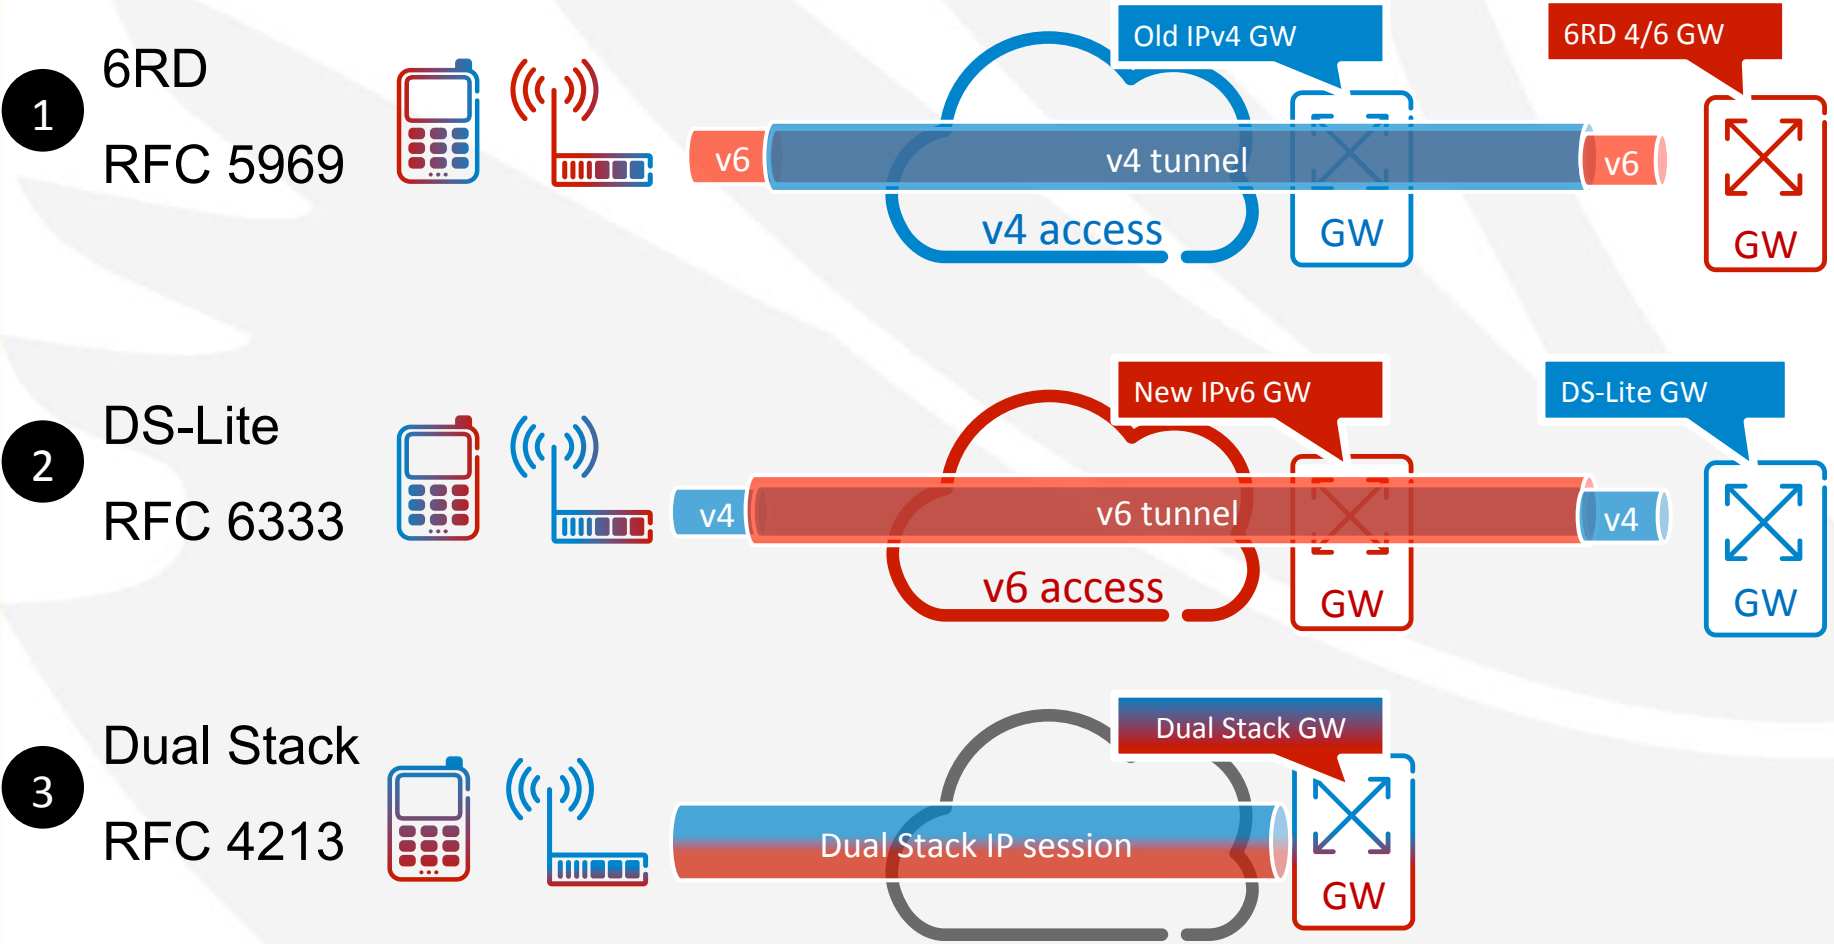 1
6RD
RFC 5969
Old IPv4 GW
6RD 4/6 GW
v6
v4 tunnel
v6
v4 access
GW
GW
2
DS-Lite
RFC 6333
New IPv6 GW
DS-Lite GW
v4
v6 tunnel
v4
v6 access
GW
GW
3
Dual Stack
RFC 4213
Dual Stack GW
Dual Stack IP session
GW